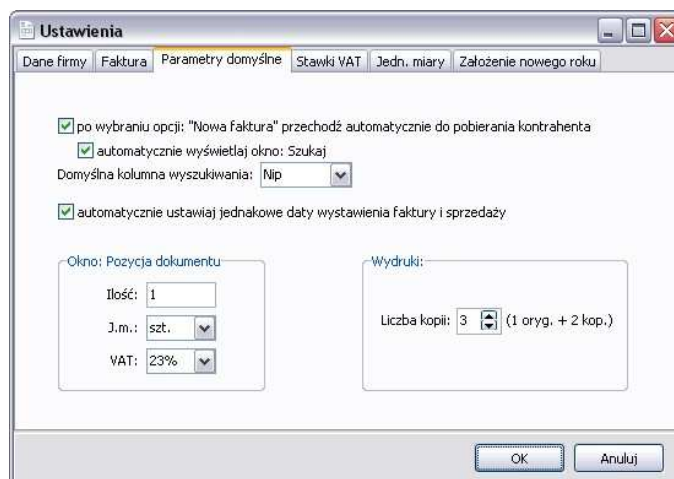 Ustawienia
Dane firmy Faktura Parametry domyślne Stawki VAT Jedn. miary Założenie nowego roku
po wybraniu opcji: "Nowa faktura" przechodź automatycznie do pobierania kontrahenta
automatycznie wyświetlaj okno: Szukaj
Domyślna kolumna wyszukiwania: Nip
automatycznie ustawiaj jednakowe daty wystawienia faktury i sprzedaży
Okno: Pozycja dokumentu
Ilość: 1
J.m.: szt.
VAT: 23%
Wydruki:
Liczba kopii: 3 (1 oryg. + 2 kop.)
OK Anuluj